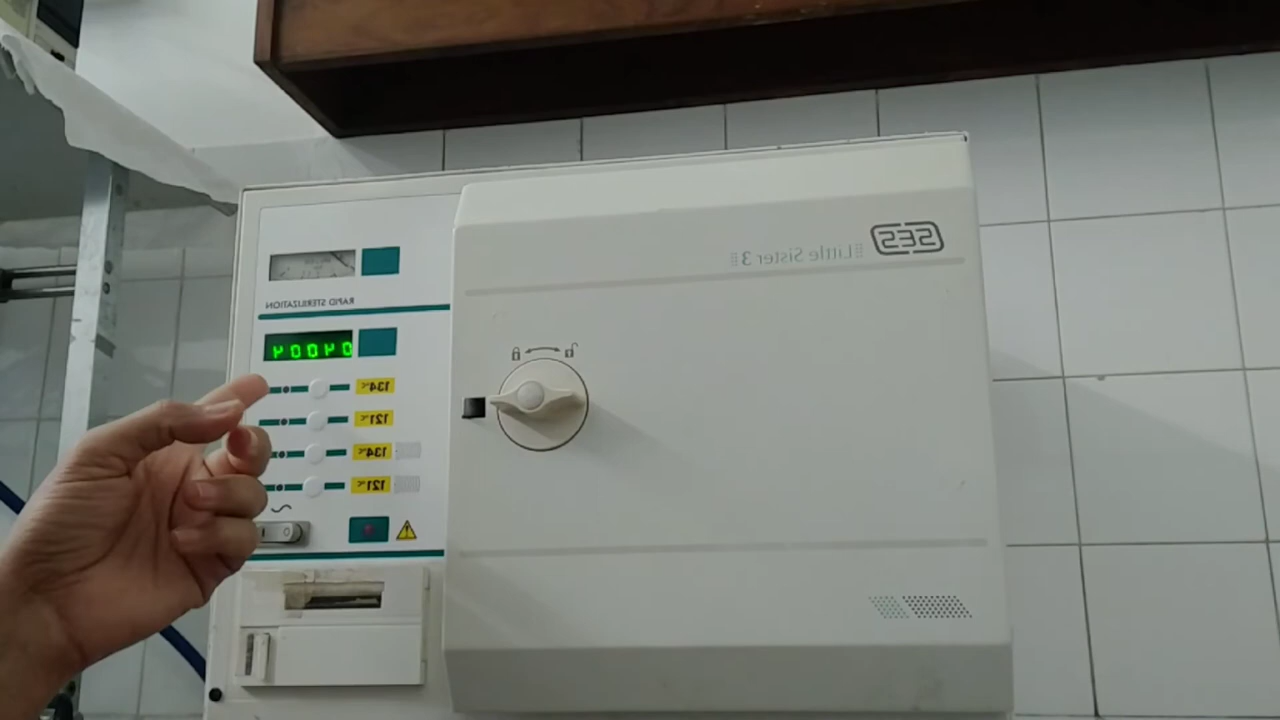 SES
Little Sister 3
RAPID STERILIZATION
134°C
121°C
134°C
121°C